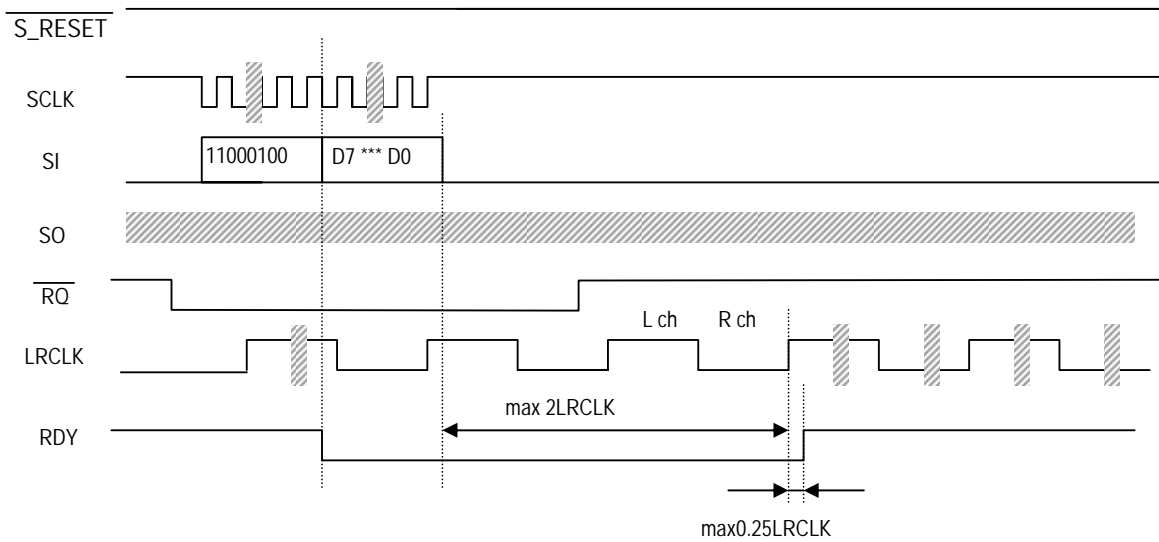 S_RESET
SCLK
SI
11000100
D7 *** D0
SO
RQ
L ch
R ch
LRCLK
max 2LRCLK
RDY
max0.25LRCLK